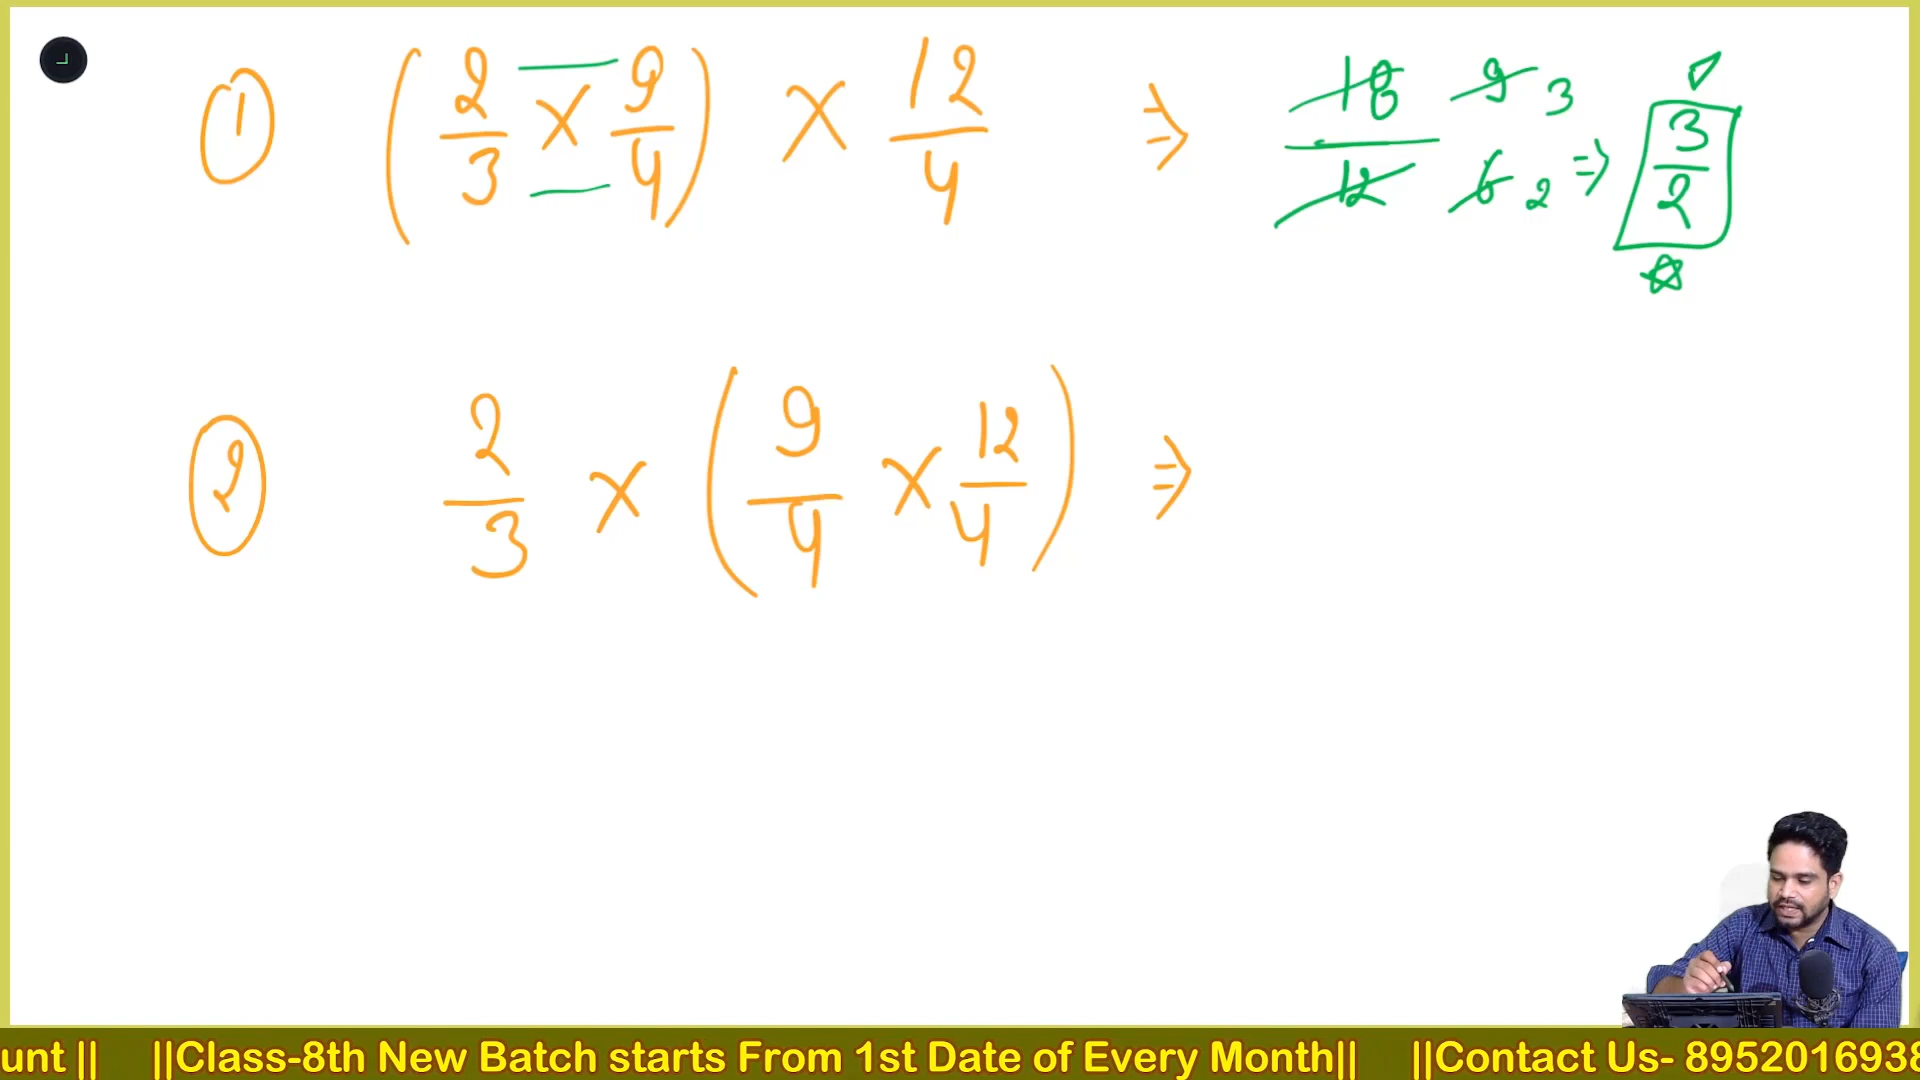 ① (2/3 × 9/4) × 12/4 ⇒ 18/12 9/6 3/2 ⇒ 3/2
② 2/3 × (9/4 × 12/4) ⇒
unt || ||Class-8th New Batch starts From 1st Date of Every Month|| ||Contact Us- 8952016938